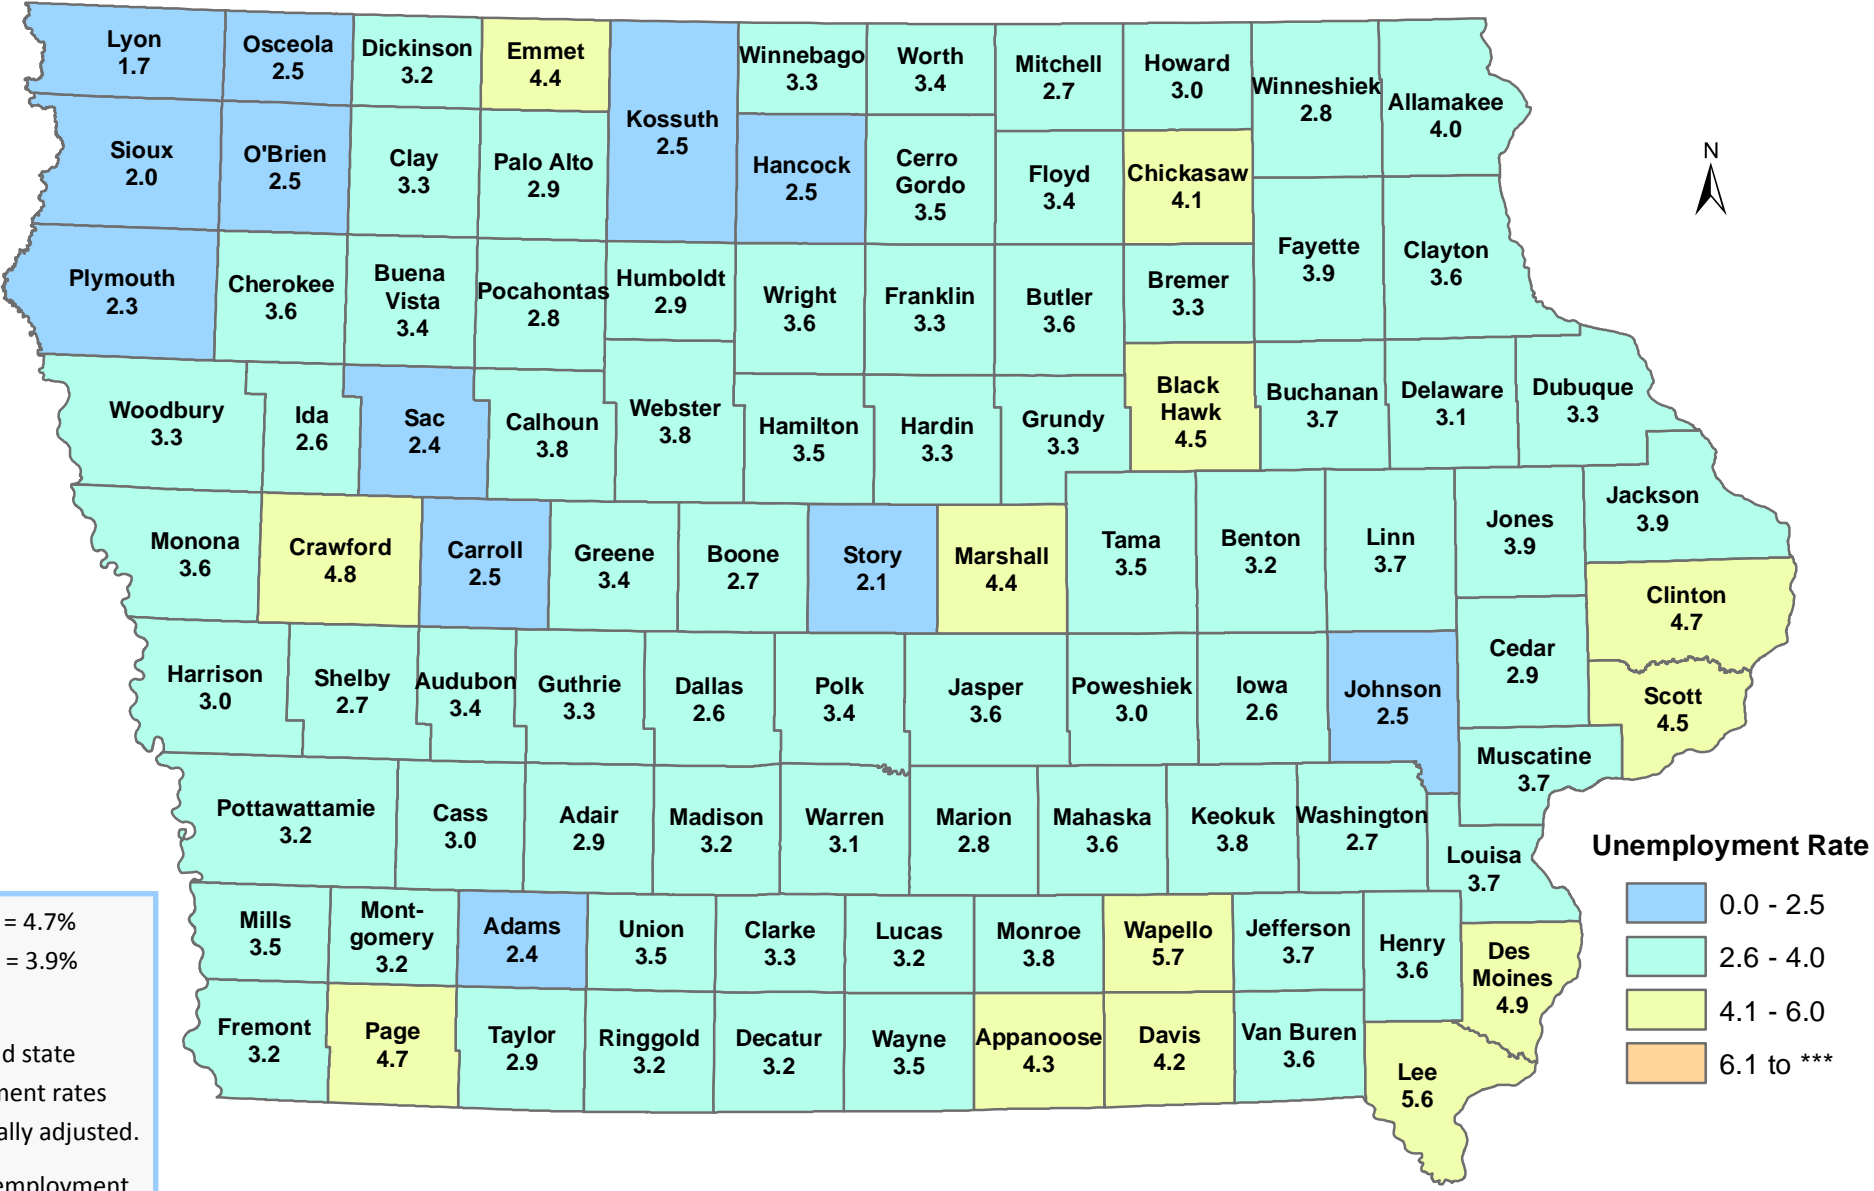 Lyon
1.7
Osceola
2.5
Dickinson
3.2
Emmet
4.4
Kossuth
2.5
Winnebago
3.3
Worth
3.4
Mitchell
2.7
Howard
3.0
Winneshiek
2.8
Allamakee
4.0
N
Sioux
2.0
O'Brien
2.5
Clay
3.3
Palo Alto
2.9
Hancock
2.5
Cerro
Gordo
3.5
Floyd
3.4
Chickasaw
4.1
Plymouth
2.3
Cherokee
3.6
Buena
Vista
3.4
Pocahontas
2.8
Humboldt
2.9
Wright
3.6
Franklin
3.3
Butler
3.6
Bremer
3.3
Fayette
3.9
Clayton
3.6
Woodbury
3.3
Ida
2.6
Sac
2.4
Calhoun
3.8
Webster
3.8
Hamilton
3.5
Hardin
3.3
Grundy
3.3
Black
Hawk
4.5
Buchanan
3.7
Delaware
3.1
Dubuque
3.3
Monona
3.6
Crawford
4.8
Carroll
2.5
Greene
3.4
Boone
2.7
Story
2.1
Marshall
4.4
Tama
3.5
Benton
3.2
Linn
3.7
Jones
3.9
Jackson
3.9
Clinton
4.7
Harrison
3.0
Shelby
2.7
Audubon
3.4
Guthrie
3.3
Dallas
2.6
Polk
3.4
Jasper
3.6
Poweshiek
3.0
Iowa
2.6
Johnson
2.5
Cedar
2.9
Scott
4.5
Muscatine
3.7
Pottawattamie
3.2
Cass
3.0
Adair
2.9
Madison
3.2
Warren
3.1
Marion
2.8
Mahaska
3.6
Keokuk
3.8
Washington
2.7
Louisa
3.7
Mills
3.5
Mont-
gomery
3.2
Adams
2.4
Union
3.5
Clarke
3.3
Lucas
3.2
Monroe
3.8
Wapello
5.7
Jefferson
3.7
Henry
3.6
Des
Moines
4.9
Fremont
3.2
Page
4.7
Taylor
2.9
Ringgold
3.2
Decatur
3.2
Wayne
3.5
Appanoose
4.3
Davis
4.2
Van Buren
3.6
Lee
5.6
Unemployment Rate
0.0 - 2.5
2.6 - 4.0
4.1 - 6.0
6.1 to ***
= 4.7%
= 3.9%
state
rates
adjusted.